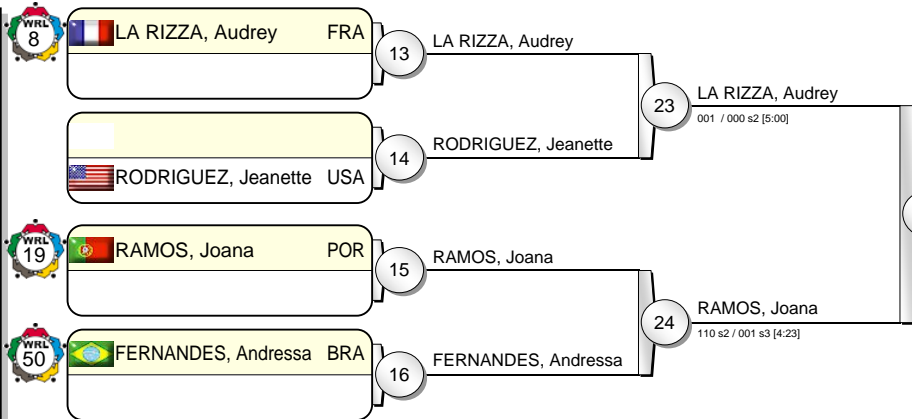 WRL
8
LA RIZZA, Audrey FRA
13
LA RIZZA, Audrey
23
LA RIZZA, Audrey
001 / 000 s2 [5:00]
14
RODRIGUEZ, Jeanette
RODRIGUEZ, Jeanette USA
WRL
19
RAMOS, Joana POR
15
RAMOS, Joana
24
RAMOS, Joana
110 s2 / 001 s3 [4:23]
WRL
50
FERNANDES, Andressa BRA
16
FERNANDES, Andressa